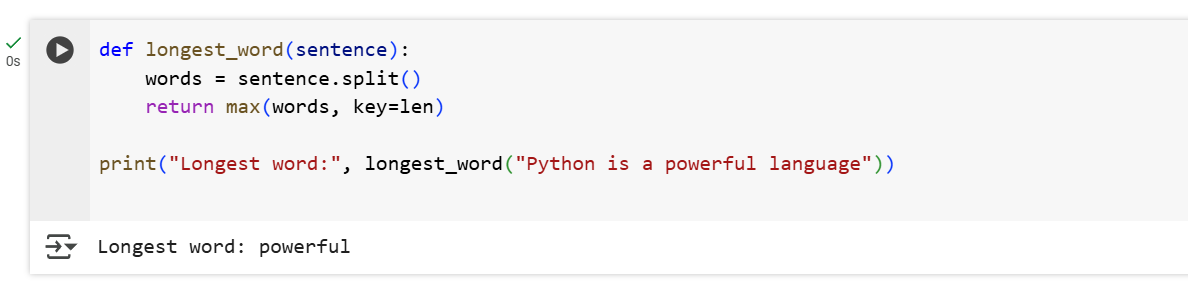 0s
def longest_word(sentence):
    words = sentence.split()
    return max(words, key=len)
print("Longest word:", longest_word("Python is a powerful language"))
Longest word: powerful